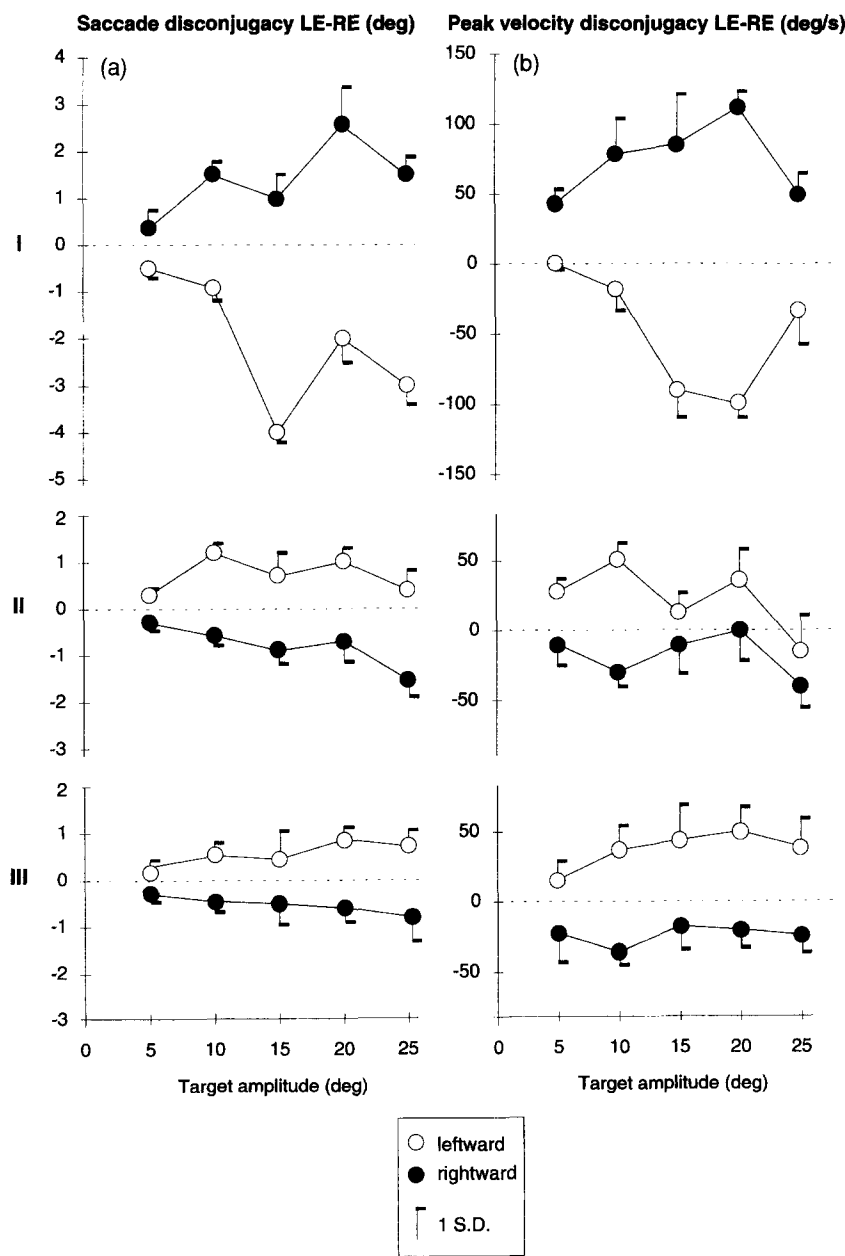 Saccade disconjugacy LE-RE (deg)
Peak velocity disconjugacy LE-RE (deg/s)
(a)
4
3
2
1
0
-1
-2
-3
-4
-5
I
(b)
150
100
50
0
-50
-100
-150
2
1
0
-1
-2
-3
II
50
0
-50
2
1
0
-1
-2
-3
III
50
0
-50
0 5 10 15 20 25
0 5 10 15 20 25
Target amplitude (deg)
Target amplitude (deg)
leftward
rightward
1 S.D.